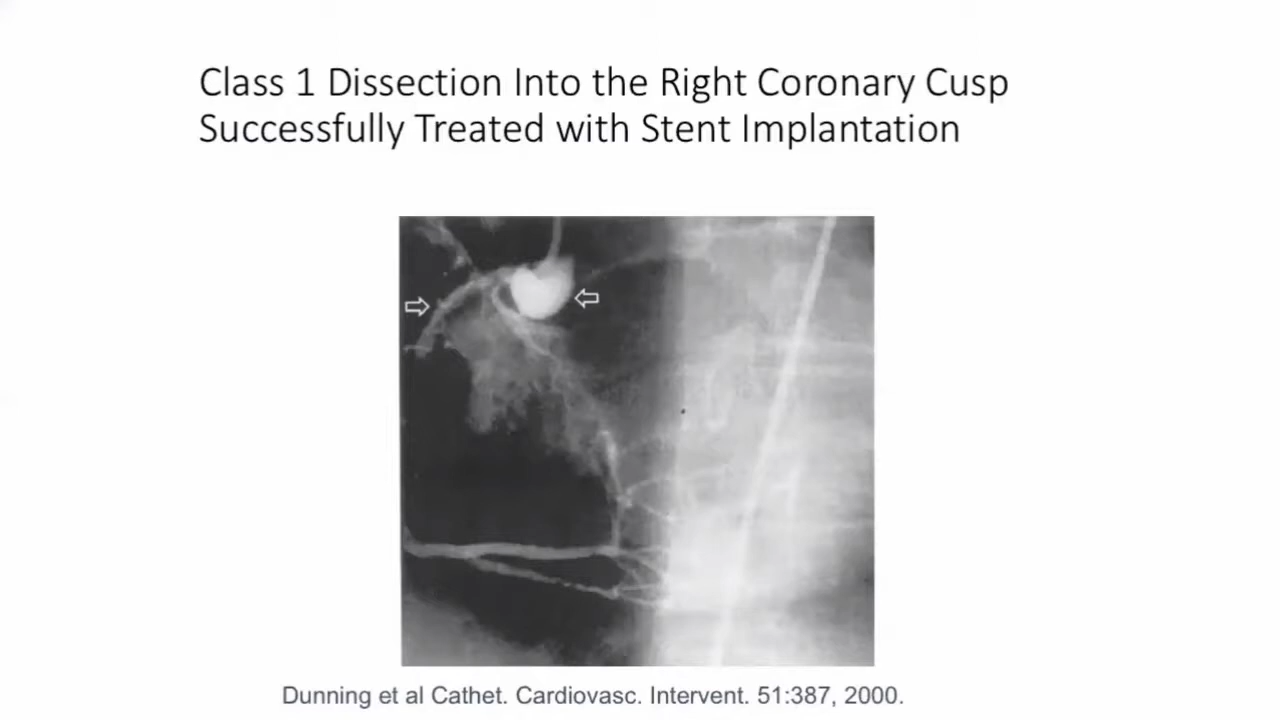 Class 1 Dissection Into the Right Coronary Cusp
Successfully Treated with Stent Implantation
Dunning et al Cathet. Cardiovasc. Intervent. 51:387, 2000.